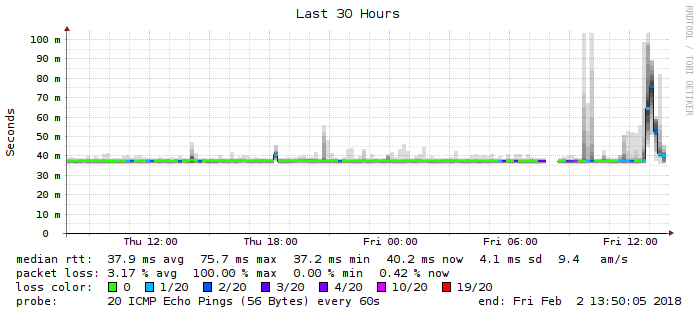 Last 30 Hours
RRDTOOL / TOBI OETIKER
Seconds
100 m
90 m
80 m
70 m
60 m
50 m
40 m
30 m
20 m
10 m
0
Thu 12:00 Thu 18:00 Fri 00:00 Fri 06:00 Fri 12:00
median rtt: 37.9 ms avg 75.7 ms max 37.2 ms min 40.2 ms now 4.1 ms sd 9.4 am/s
packet loss: 3.17 % avg 100.00 % max 0.00 % min 0.42 % now
loss color: 0 1/20 2/20 3/20 4/20 10/20 19/20
probe: 20 ICMP Echo Pings (56 Bytes) every 60s end: Fri Feb 2 13:50:05 2018